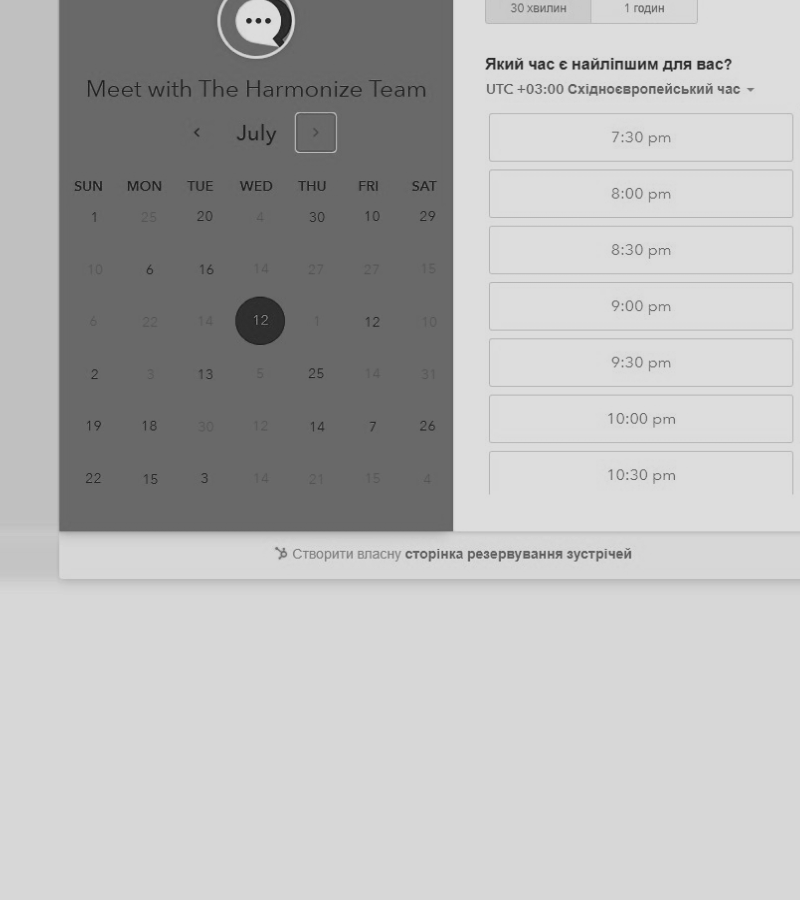 Meet with The Harmonize Team
July
SUN MON TUE WED THU FRI SAT
1 25 20 4 30 10 29
10 6 16 14 27 27 15
6 22 14 12 1 12 10
2 3 13 5 25 14 31
19 18 30 12 14 7 26
22 15 3 14 21 15 4
30 хвилин 1 годин
Який час є найліпшим для вас?
UTC +03:00 Східноєвропейський час
7:30 pm
8:00 pm
8:30 pm
9:00 pm
9:30 pm
10:00 pm
10:30 pm
Створити власну сторінка резервування зустрічей